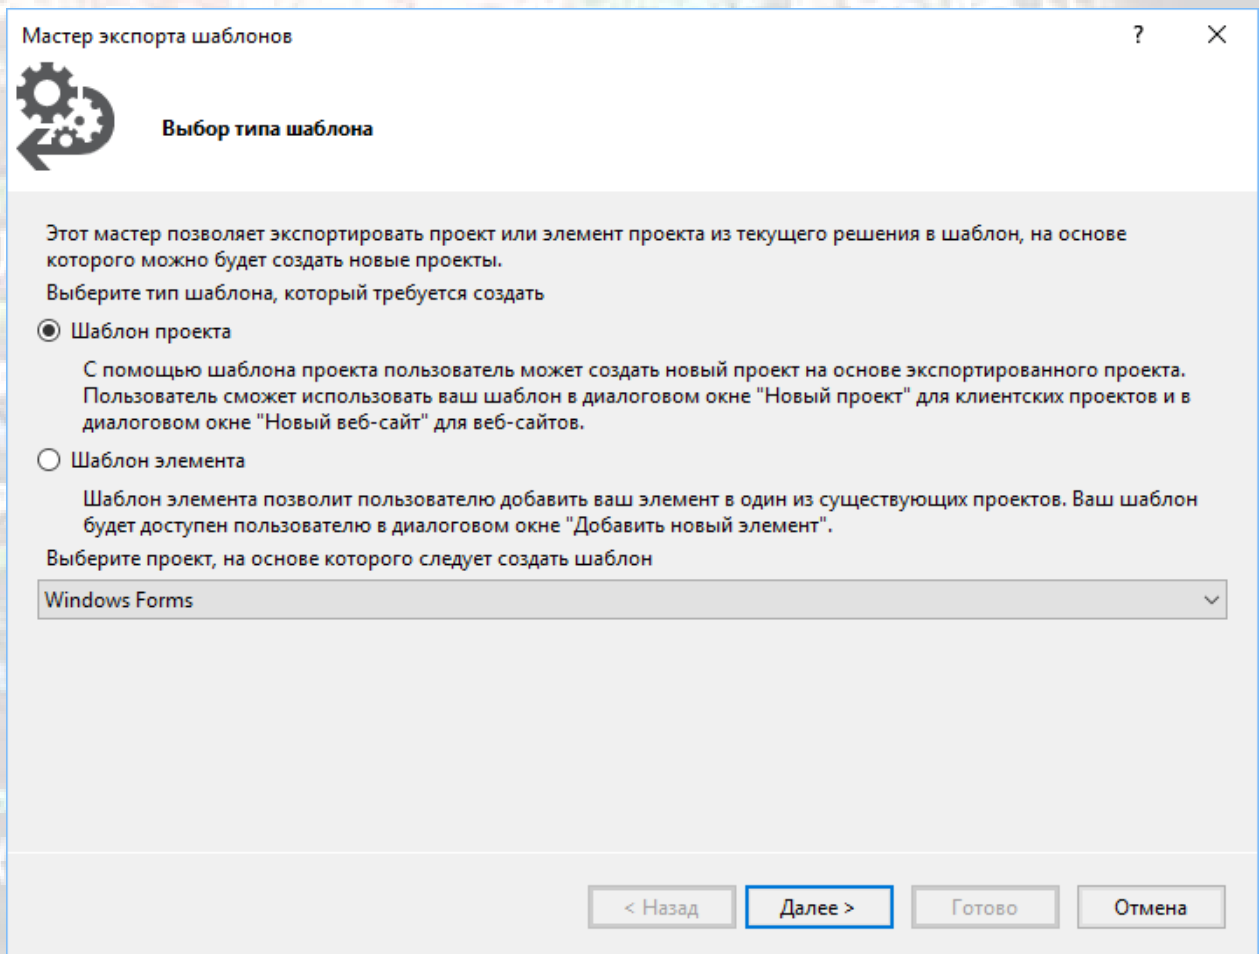 Мастер экспорта шаблонов
?
Выбор типа шаблона
Этот мастер позволяет экспортировать проект или элемент проекта из текущего решения в шаблон, на основе
которого можно будет создать новые проекты.
Выберите тип шаблона, который требуется создать
Шаблон проекта
С помощью шаблона проекта пользователь может создать новый проект на основе экспортированного проекта.
Пользователь сможет использовать ваш шаблон в диалоговом окне "Новый проект" для клиентских проектов и в
диалоговом окне "Новый веб-сайт" для веб-сайтов.
Шаблон элемента
Шаблон элемента позволит пользователю добавить ваш элемент в один из существующих проектов. Ваш шаблон
будет доступен пользователю в диалоговом окне "Добавить новый элемент".
Выберите проект, на основе которого следует создать шаблон
Windows Forms
< Назад Далее > Готово Отмена